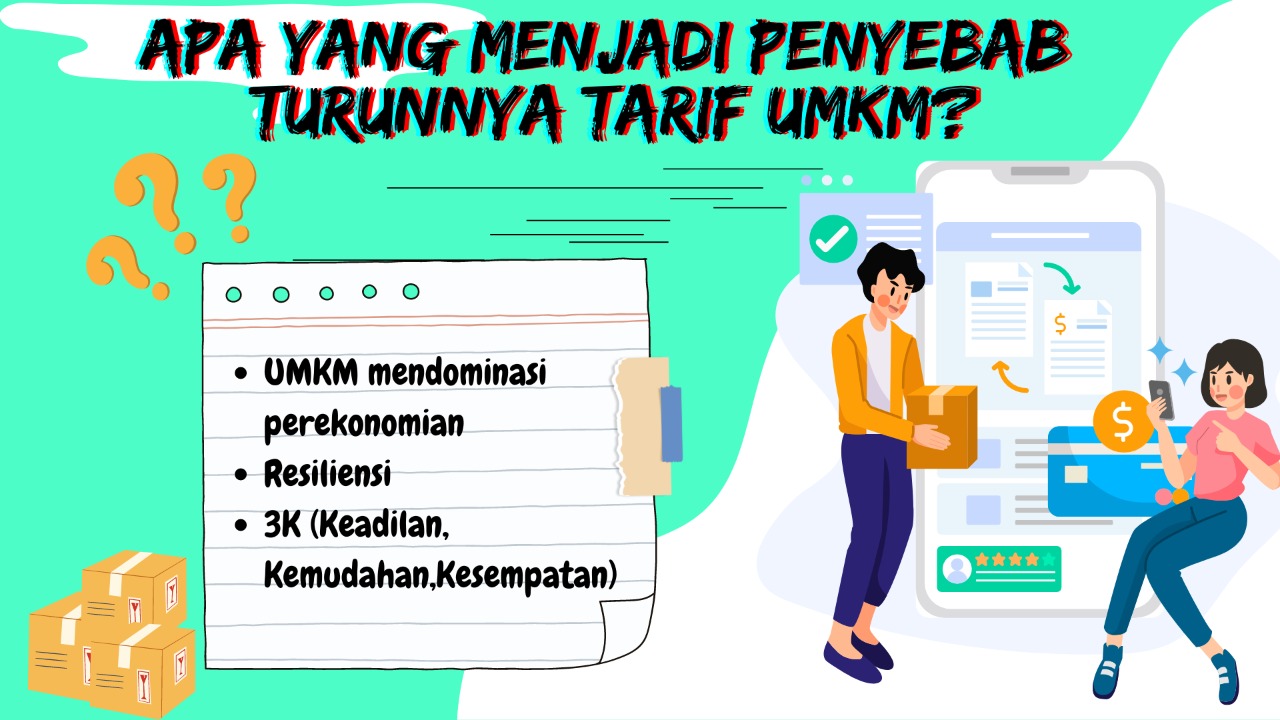 APA YANG MENJADI PENYEBAB
TURUNNYA TARIF UMKM?
• UMKM mendominasi
perekonomian
• Resiliensi
• 3K (Keadilan,
Kemudahan,Kesempatan)
$
$